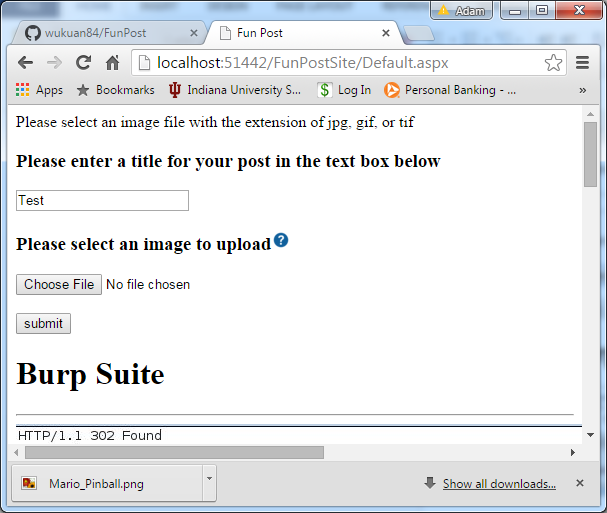 Adam
wukuan84/FunPost
Fun Post
localhost:51442/FunPostSite/Default.aspx
Apps Bookmarks Indiana University S... $ Log In Personal Banking - ... »
Please select an image file with the extension of jpg, gif, or tif
Please enter a title for your post in the text box below
Test
Please select an image to upload ?
Choose File No file chosen
submit
Burp Suite
HTTP/1.1 302 Found
Mario_Pinball.png
Show all downloads...